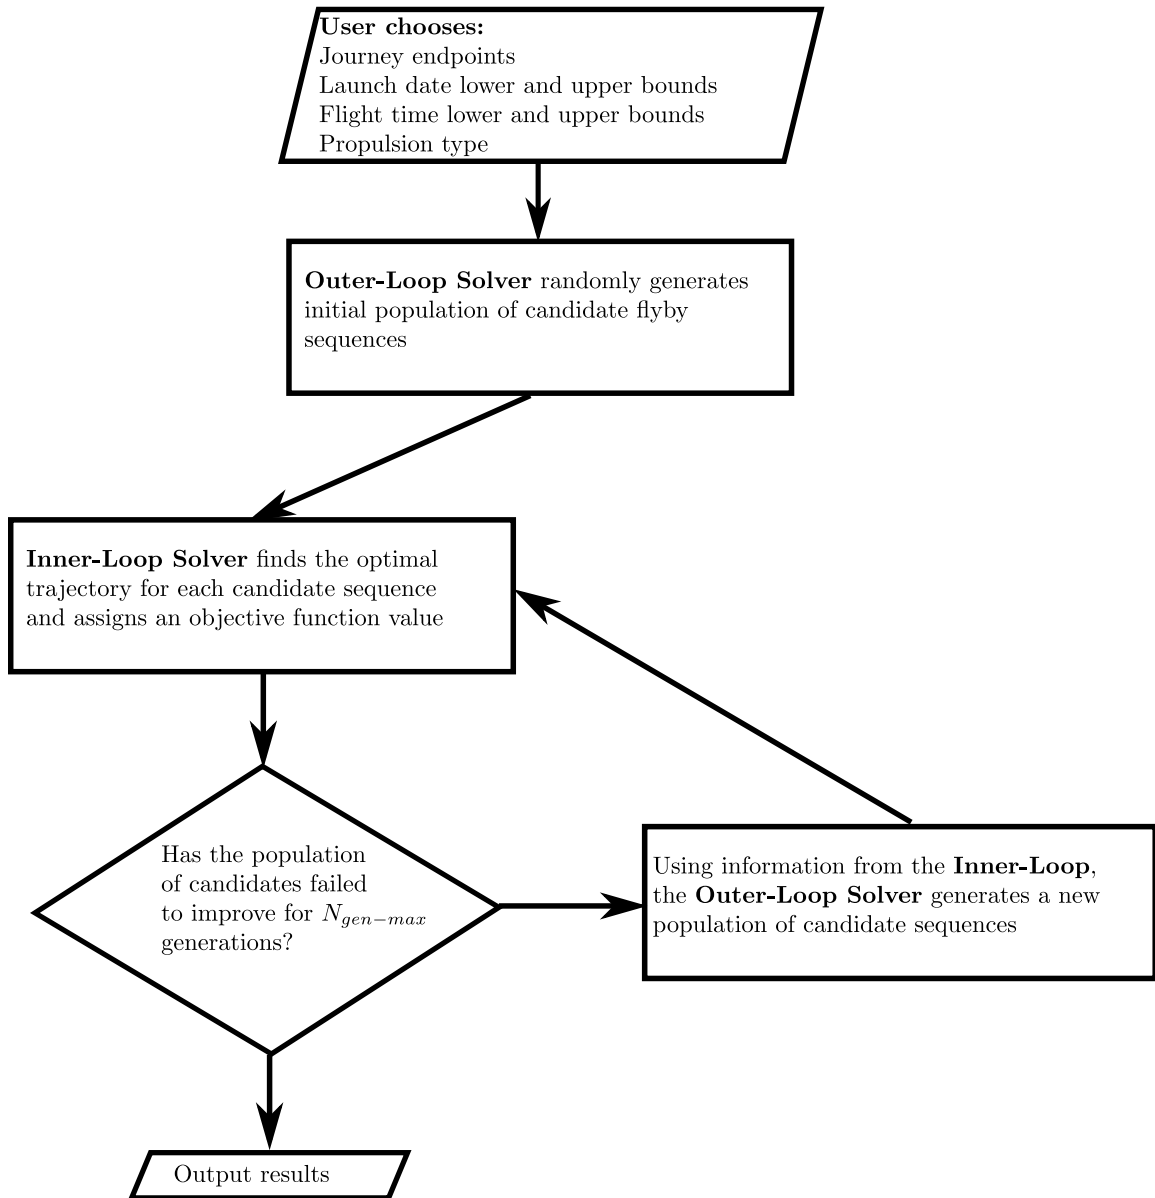 User chooses:
Journey endpoints
Launch date lower and upper bounds
Flight time lower and upper bounds
Propulsion type
Outer-Loop Solver randomly generates
initial population of candidate flyby
sequences
Inner-Loop Solver finds the optimal
trajectory for each candidate sequence
and assigns an objective function value
Has the population
of candidates failed
to improve for N_{gen-max}
generations?
Using information from the Inner-Loop,
the Outer-Loop Solver generates a new
population of candidate sequences
Output results